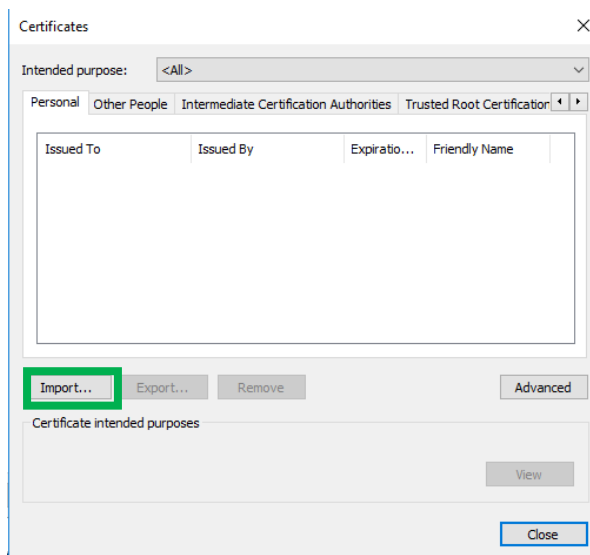 Certificates
Intended purpose: <All>
Personal Other People Intermediate Certification Authorities Trusted Root Certification
Issued To Issued By Expiratio... Friendly Name
Import... Export... Remove Advanced
Certificate intended purposes
View
Close